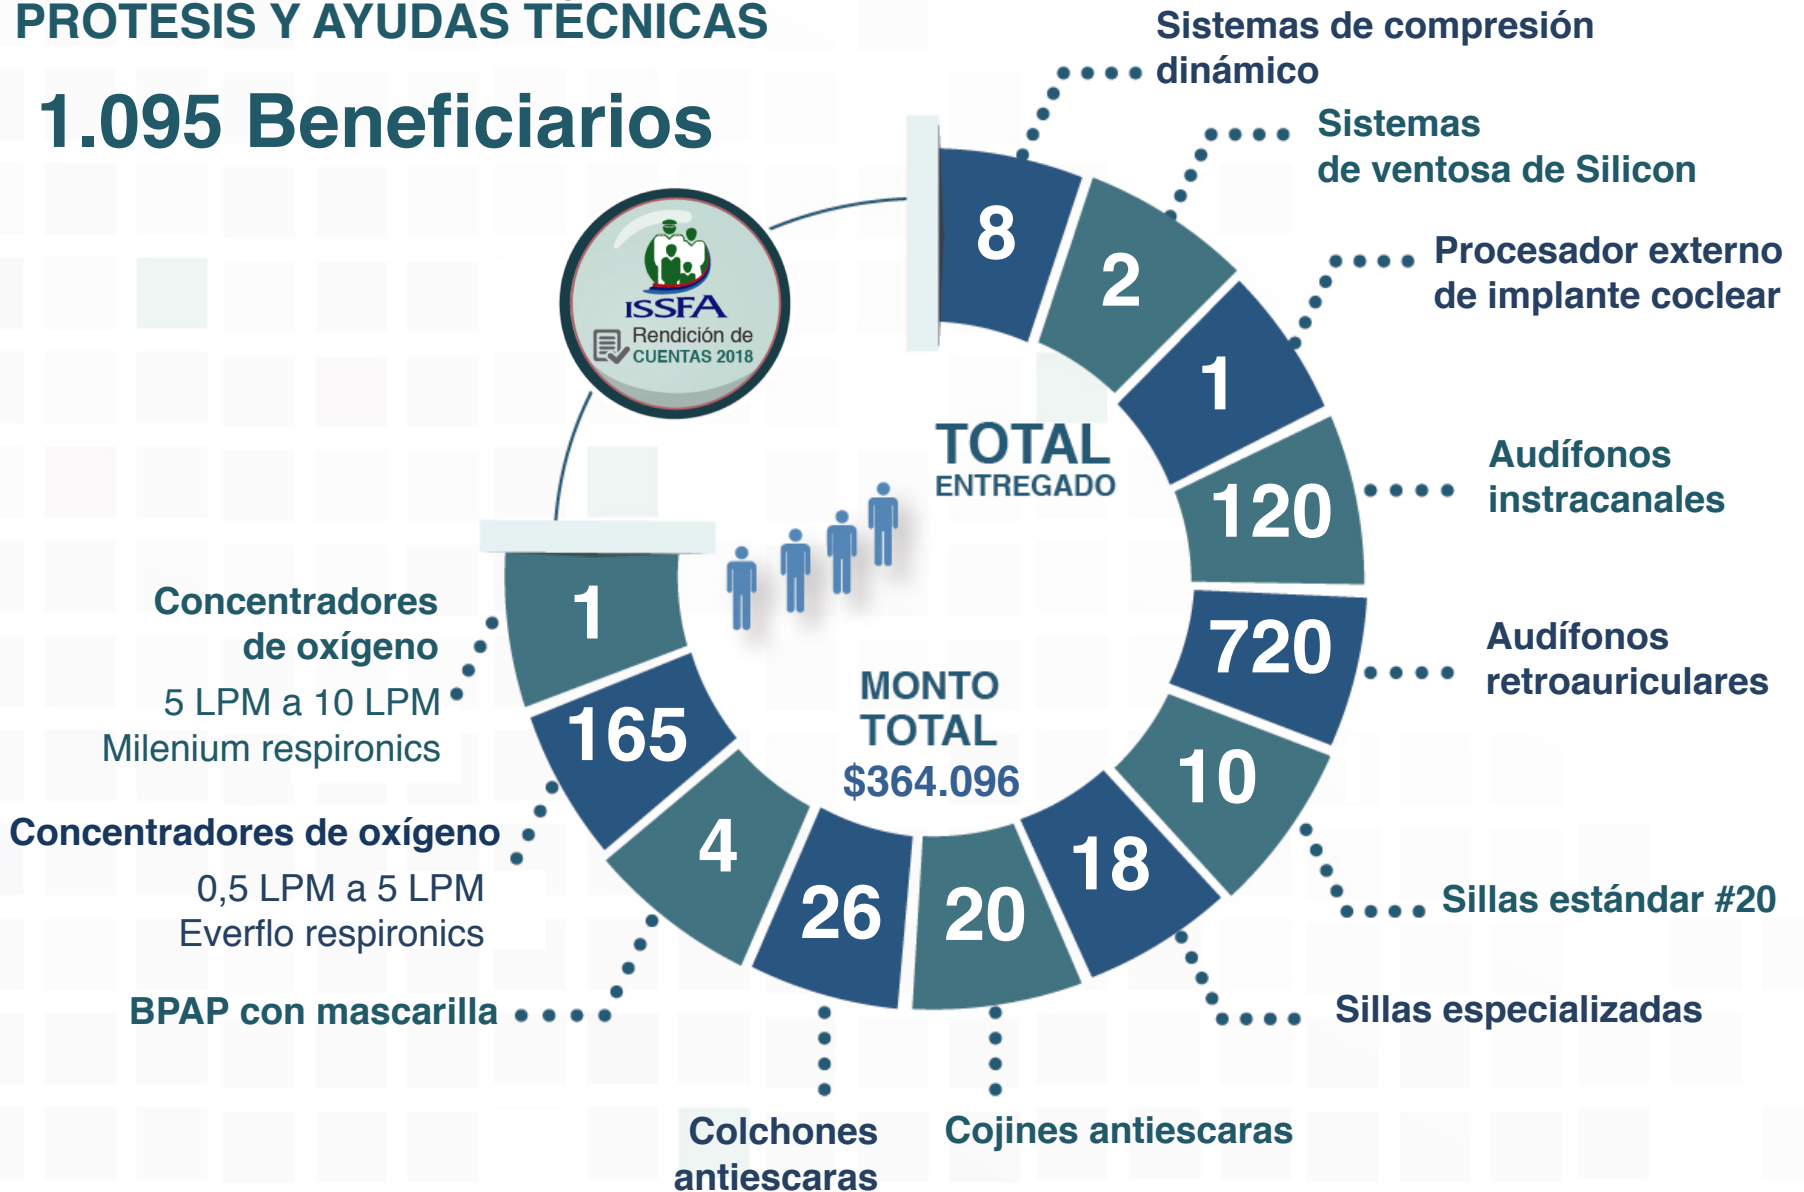 PRÓTESIS Y AYUDAS TÉCNICAS
1.095 Beneficiarios
ISSFA
Rendición de
CUENTAS 2018
Sistemas de compresión
dinámico
8
Sistemas
de ventosa de Silicon
2
Procesador externo
de implante coclear
1
Audífonos
instracanales
120
Audífonos
retroauriculares
720
Sillas estándar #20
10
Sillas especializadas
18
Cojines antiescaras
20
Colchones
antiescaras
26
BPAP con mascarilla
4
Concentradores de oxígeno
0,5 LPM a 5 LPM
Everflo respironics
165
Concentradores
de oxígeno
5 LPM a 10 LPM
Milenium respironics
1
TOTAL
ENTREGADO
MONTO
TOTAL
$364.096